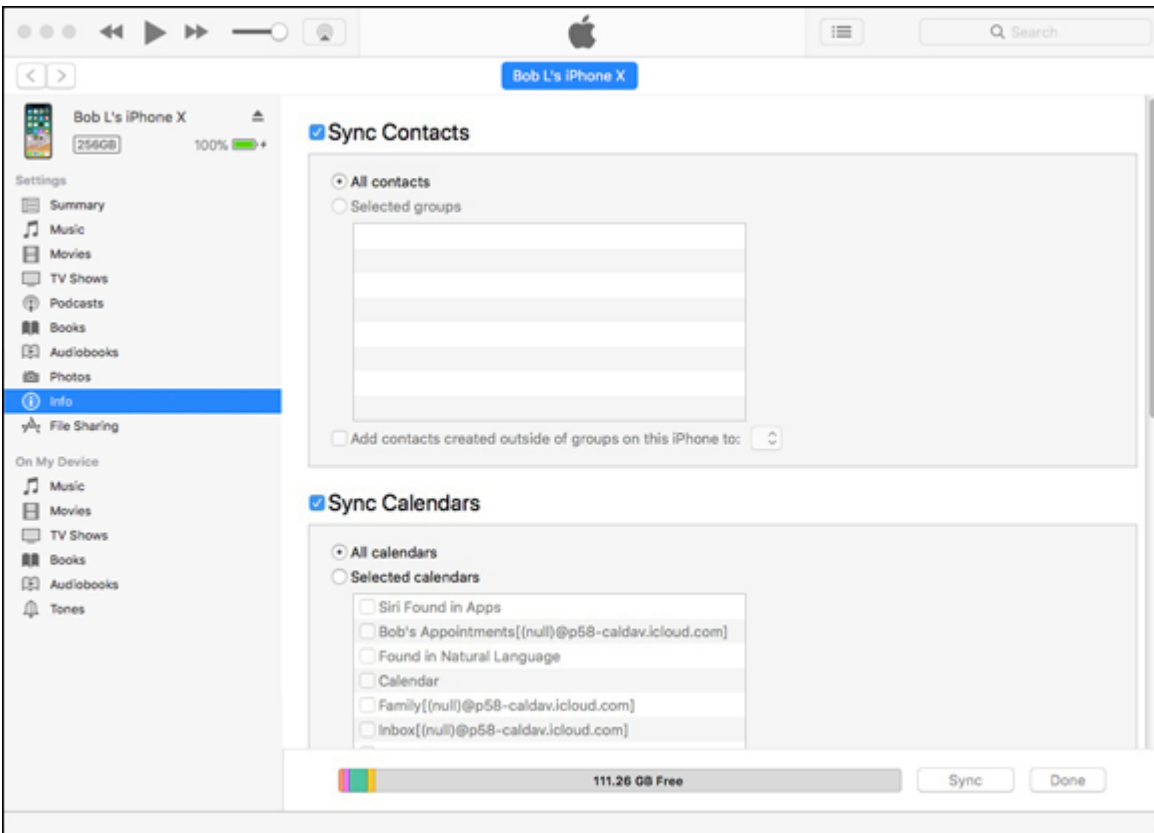 Search
Bob L's iPhone X
Bob L's iPhone X
256GB 100%
Settings
Summary
Music
Movies
TV Shows
Podcasts
Books
Audiobooks
Photos
Info
File Sharing
On My Device
Music
Movies
TV Shows
Books
Audiobooks
Tones
Sync Contacts
All contacts
Selected groups
Add contacts created outside of groups on this iPhone to:
Sync Calendars
All calendars
Selected calendars
Siri Found in Apps
Bob's Appointments[(null)@p58-caldav.icloud.com]
Found in Natural Language
Calendar
Family[(null)@p58-caldav.icloud.com]
Inbox[(null)@p58-caldav.icloud.com]
111.26 GB Free Sync Done